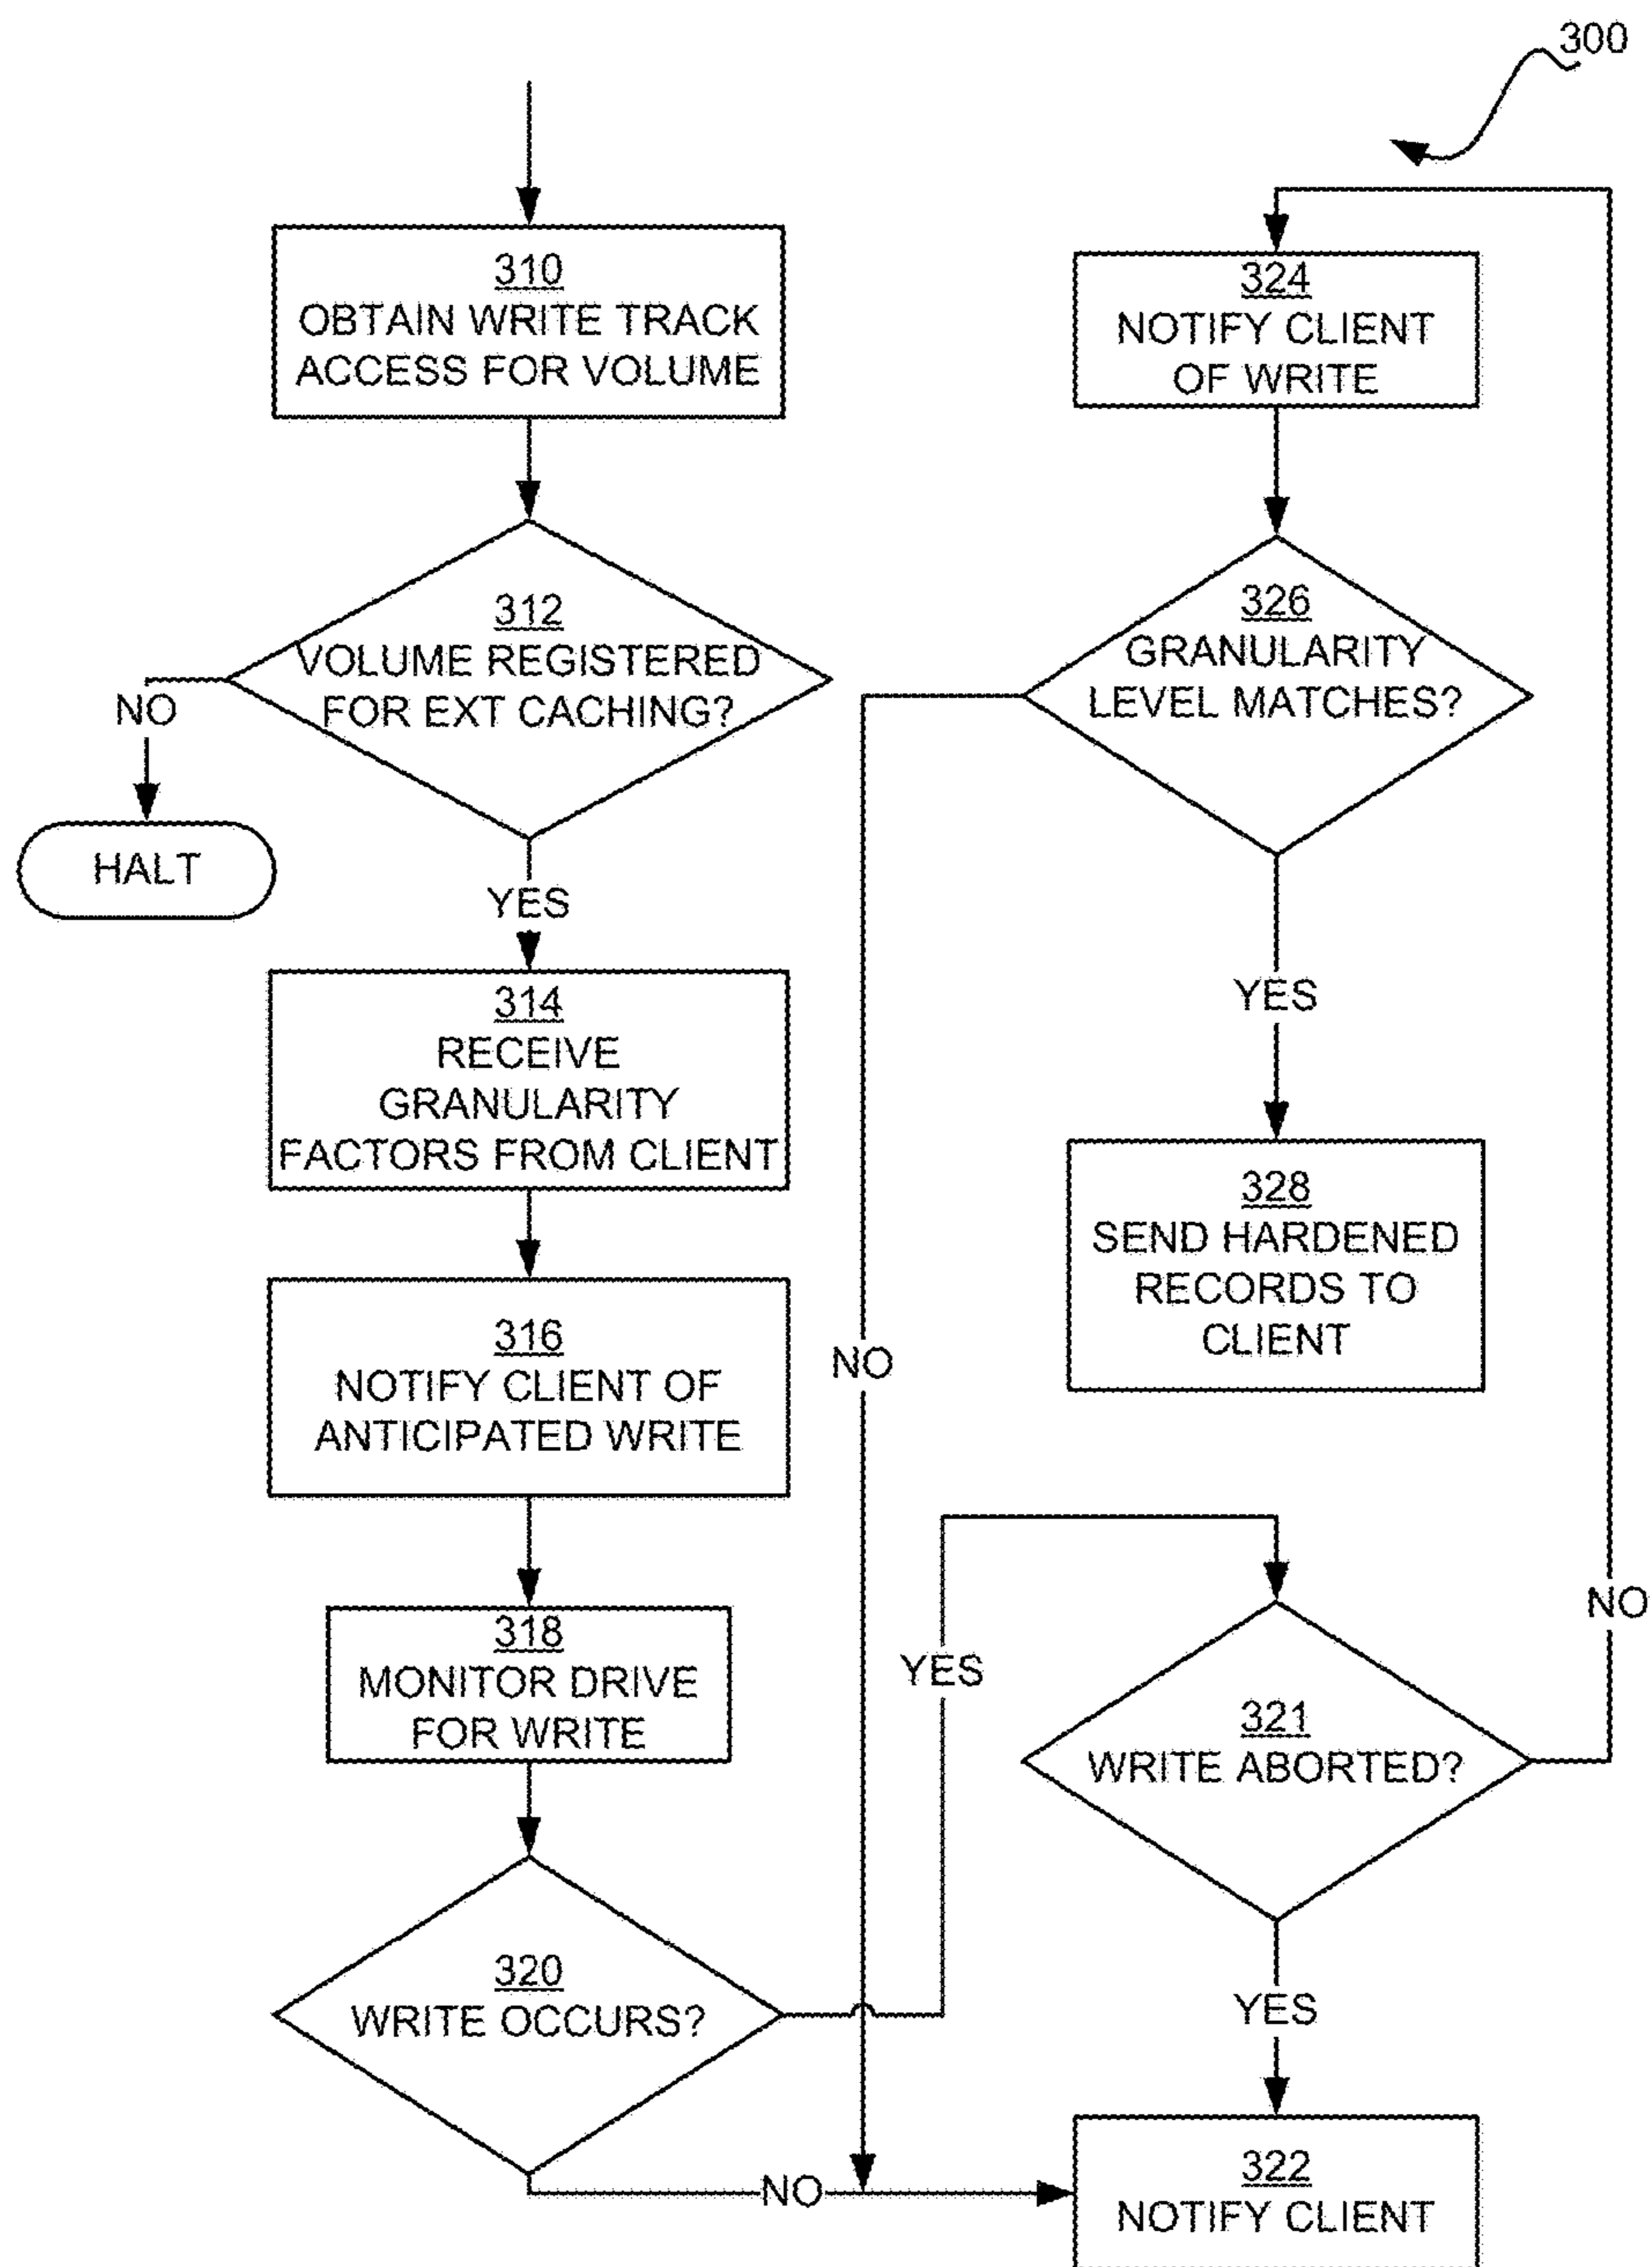 300
310
OBTAIN WRITE TRACK
ACCESS FOR VOLUME
312
VOLUME REGISTERED
FOR EXT CACHING?
NO
HALT
YES
314
RECEIVE
GRANULARITY
FACTORS FROM CLIENT
316
NOTIFY CLIENT OF
ANTICIPATED WRITE
318
MONITOR DRIVE
FOR WRITE
320
WRITE OCCURS?
NO
YES
324
NOTIFY CLIENT
OF WRITE
326
GRANULARITY
LEVEL MATCHES?
NO
YES
328
SEND HARDENED
RECORDS TO
CLIENT
321
WRITE ABORTED?
NO
YES
322
NOTIFY CLIENT